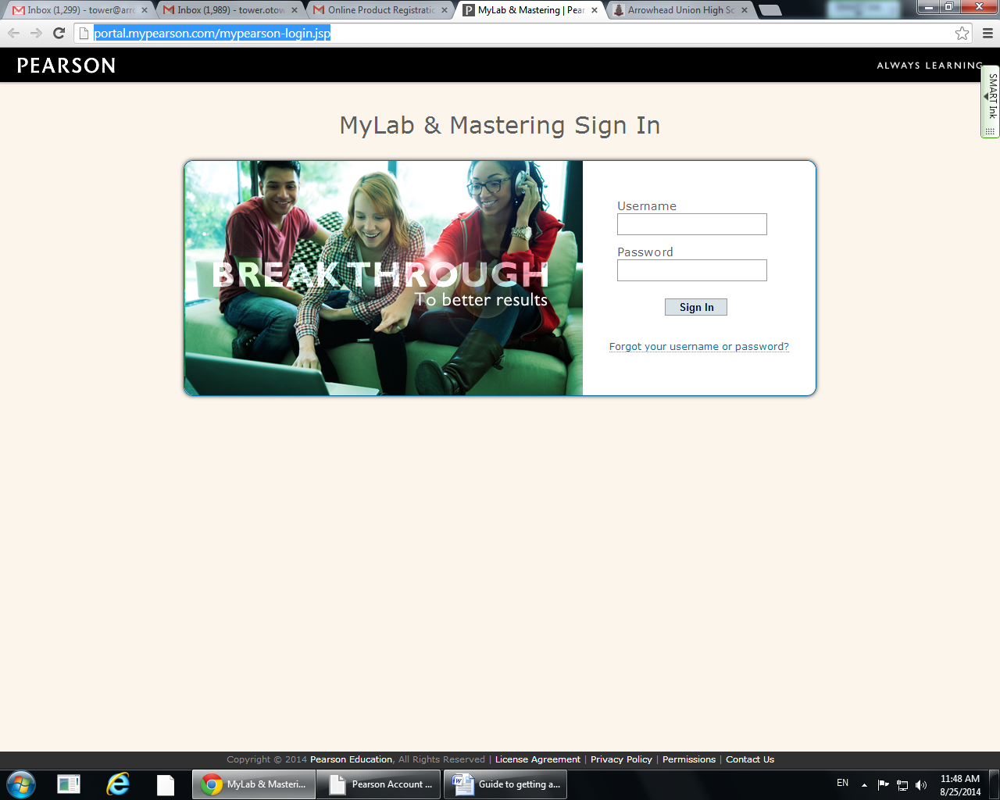 Inbox (1,299) - tower@arro
Inbox (1,989) - tower.otow
Online Product Registratio
MyLab & Mastering | Pear
Arrowhead Union High Sc
portal.mypearson.com/mypearson-login.jsp
PEARSON
ALWAYS LEARNING
SMART Ink
MyLab & Mastering Sign In
BREAKTHROUGH
To better results
Username
Password
Sign In
Forgot your username or password?
Copyright © 2014 Pearson Education, All Rights Reserved | License Agreement | Privacy Policy | Permissions | Contact Us
MyLab & Masteri...
Pearson Account ...
Guide to getting a...
EN
11:48 AM
8/25/2014